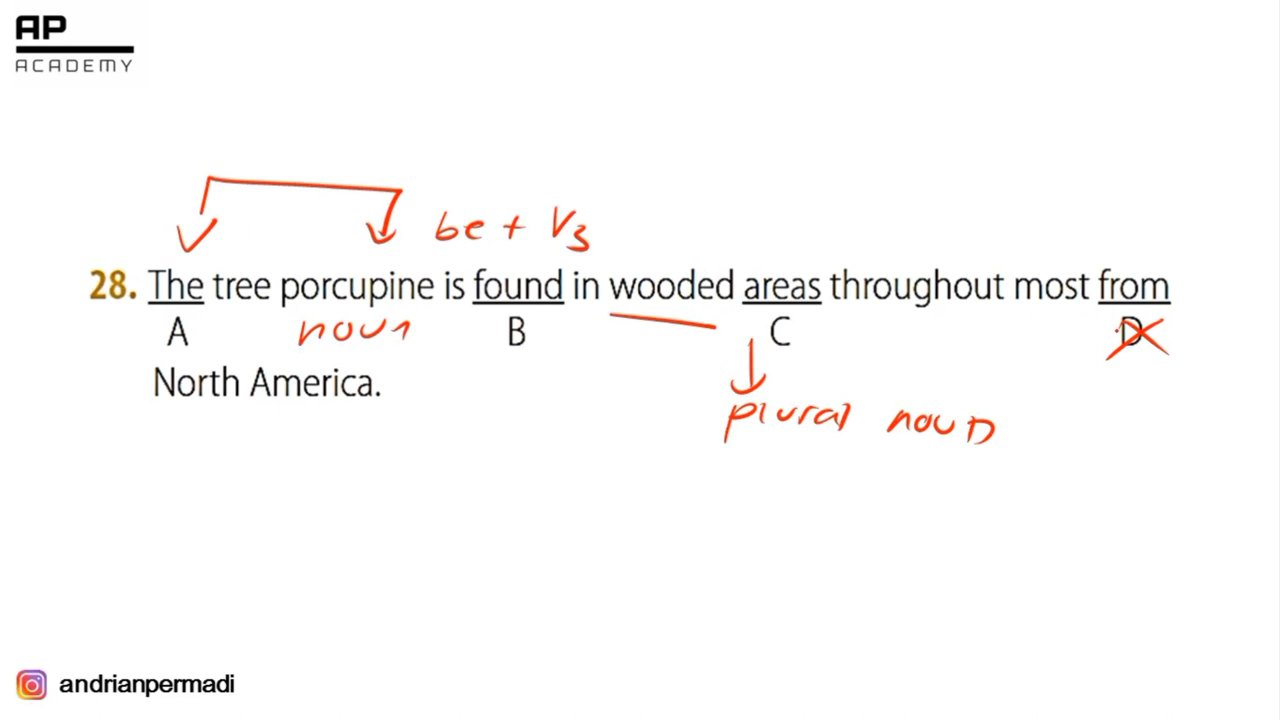 AP
ACADEMY
be + V3
28. The tree porcupine is found in wooded areas throughout most from
A noun B C D
North America.
plural noun
andrianpermadi